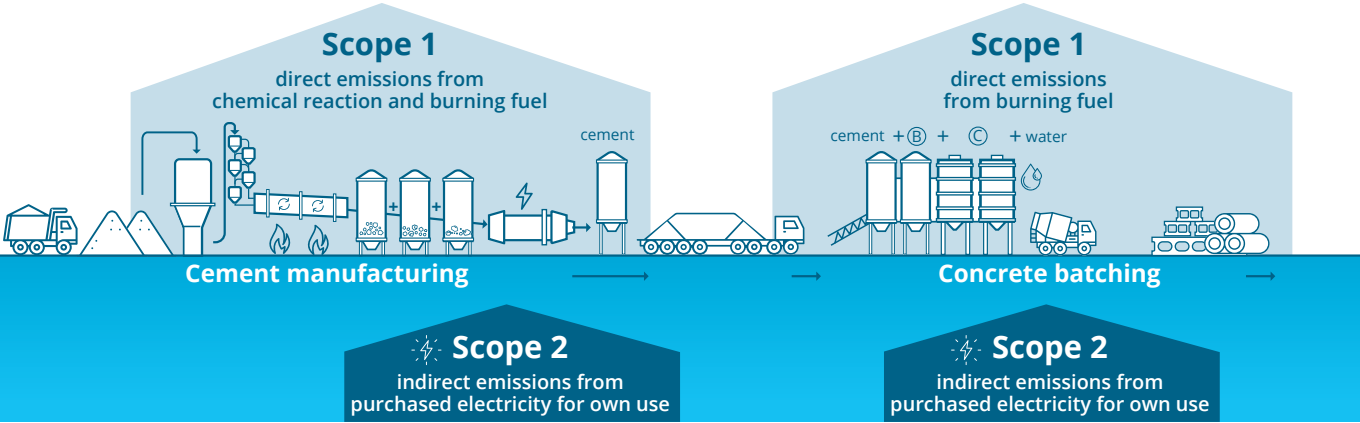 Scope 1
direct emissions from
chemical reaction and burning fuel
cement
+ +
Cement manufacturing
Scope 2
indirect emissions from
purchased electricity for own use
Scope 1
direct emissions
from burning fuel
cement + Ⓑ + Ⓒ + water
Concrete batching
Scope 2
indirect emissions from
purchased electricity for own use